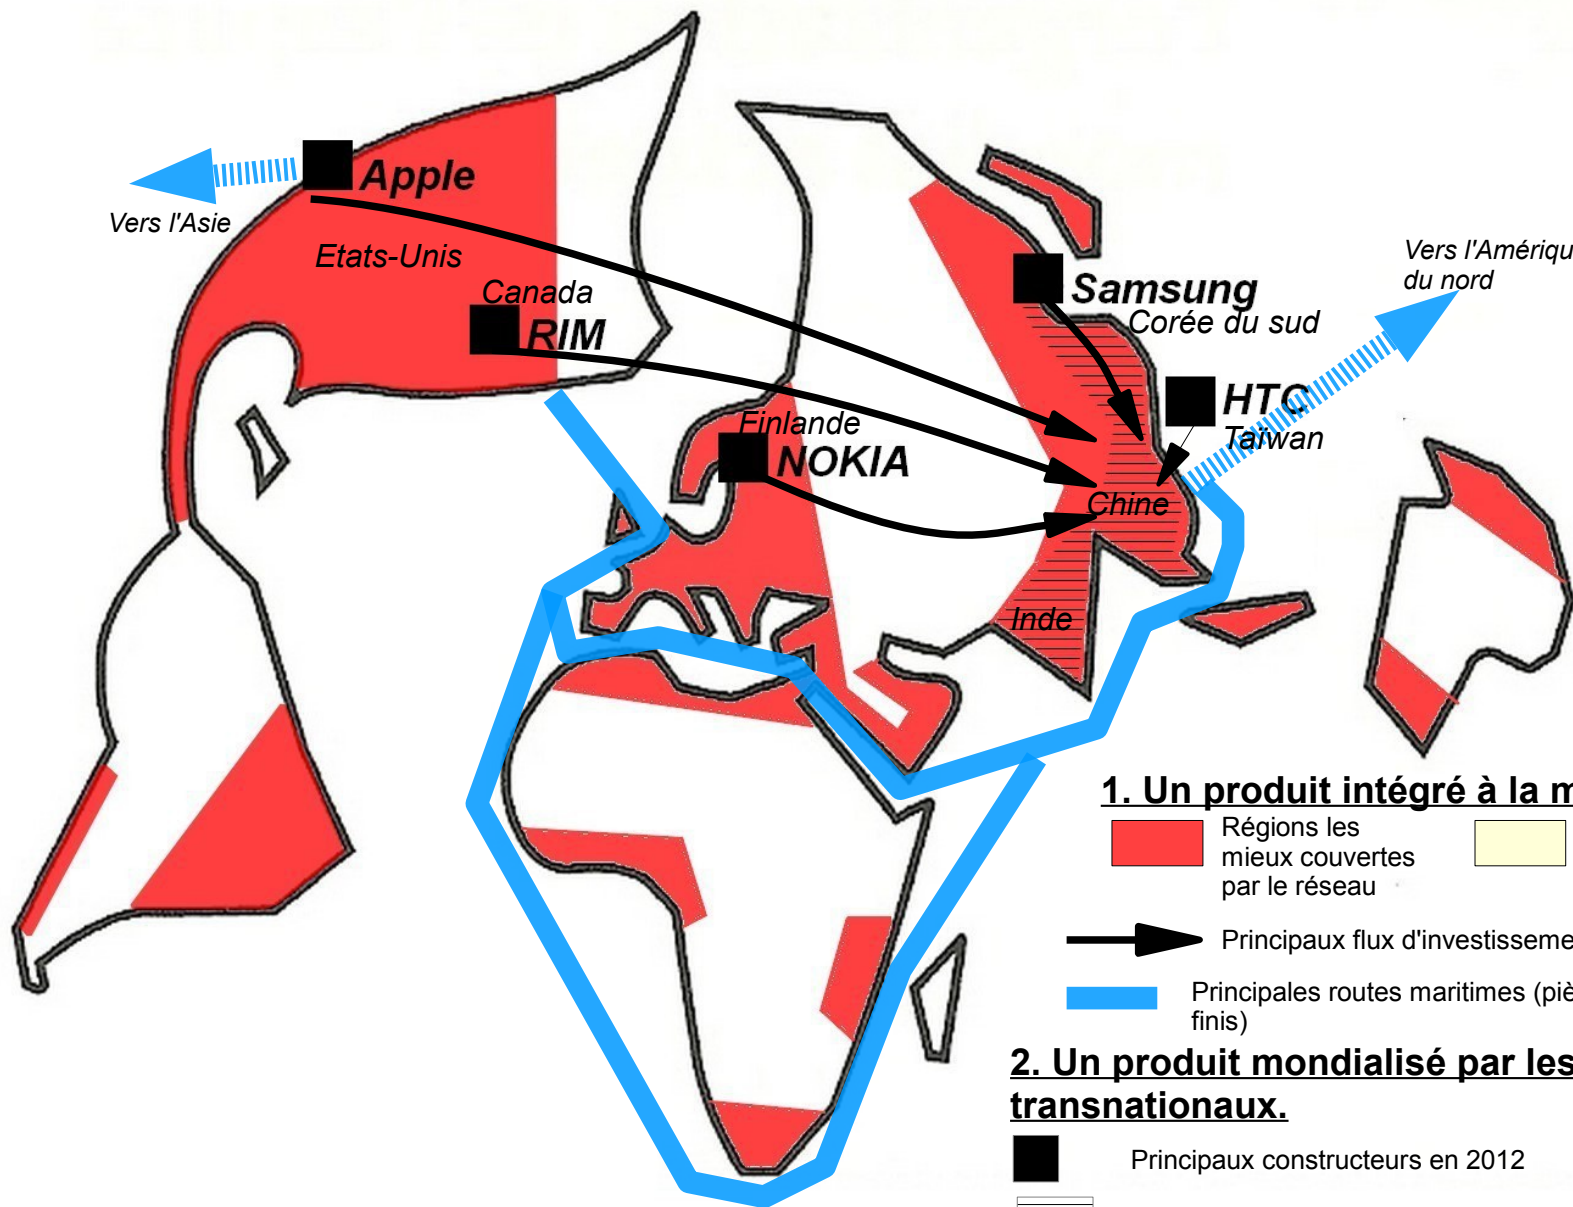 Apple
Vers l'Asie
Etats-Unis
Canada
RIM
Finlande
NOKIA
Samsung
Corée du sud
Vers l'Amériqu
du nord
HTC
Taïwan
Chine
Inde
1. Un produit intégré à la m
Régions les
mieux couvertes
par le réseau
Principaux flux d'investisseme
Principales routes maritimes (piè
finis)
2. Un produit mondialisé par les
transnationaux.
Principaux constructeurs en 2012